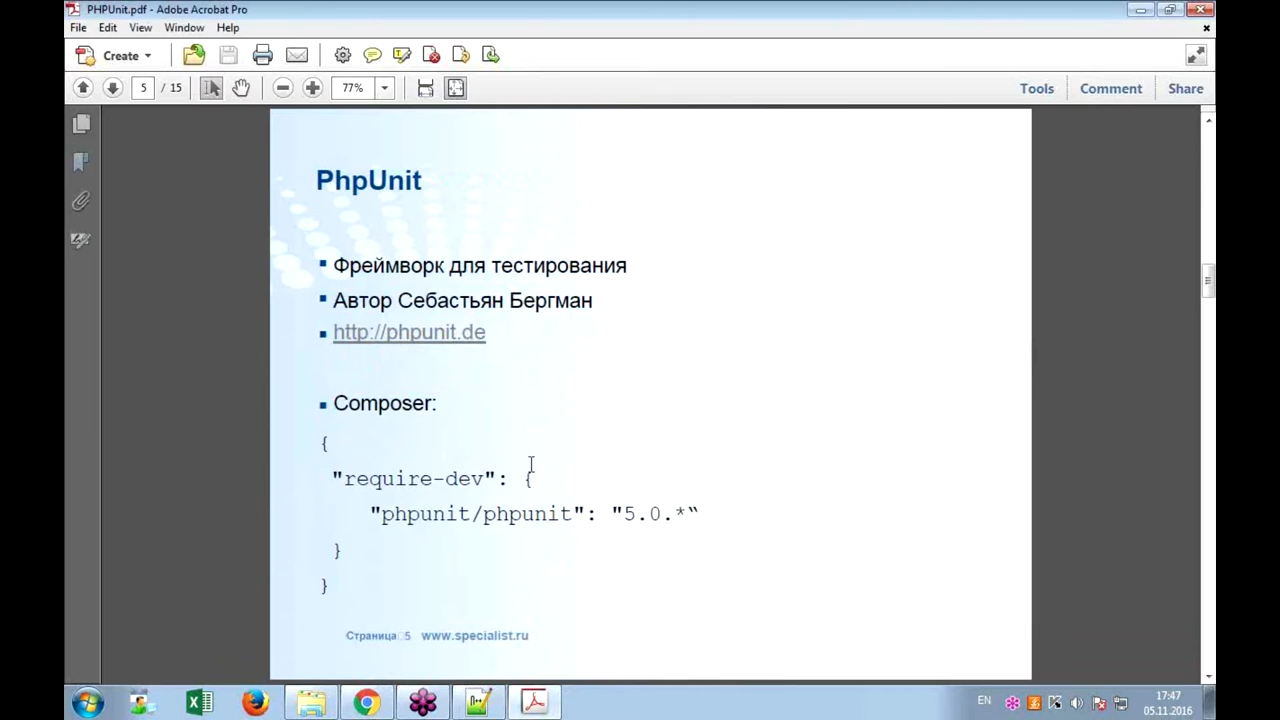 PHPUnit.pdf - Adobe Acrobat Pro
File Edit View Window Help
Create
5 / 15 77% Tools Comment Share
PhpUnit
Фреймворк для тестирования
Автор Себастьян Бергман
http://phpunit.de
Composer:
{
"require-dev": {
"phpunit/phpunit": "5.0.*“
}
}
Страница 5 www.specialist.ru
EN 17:47
05.11.2016